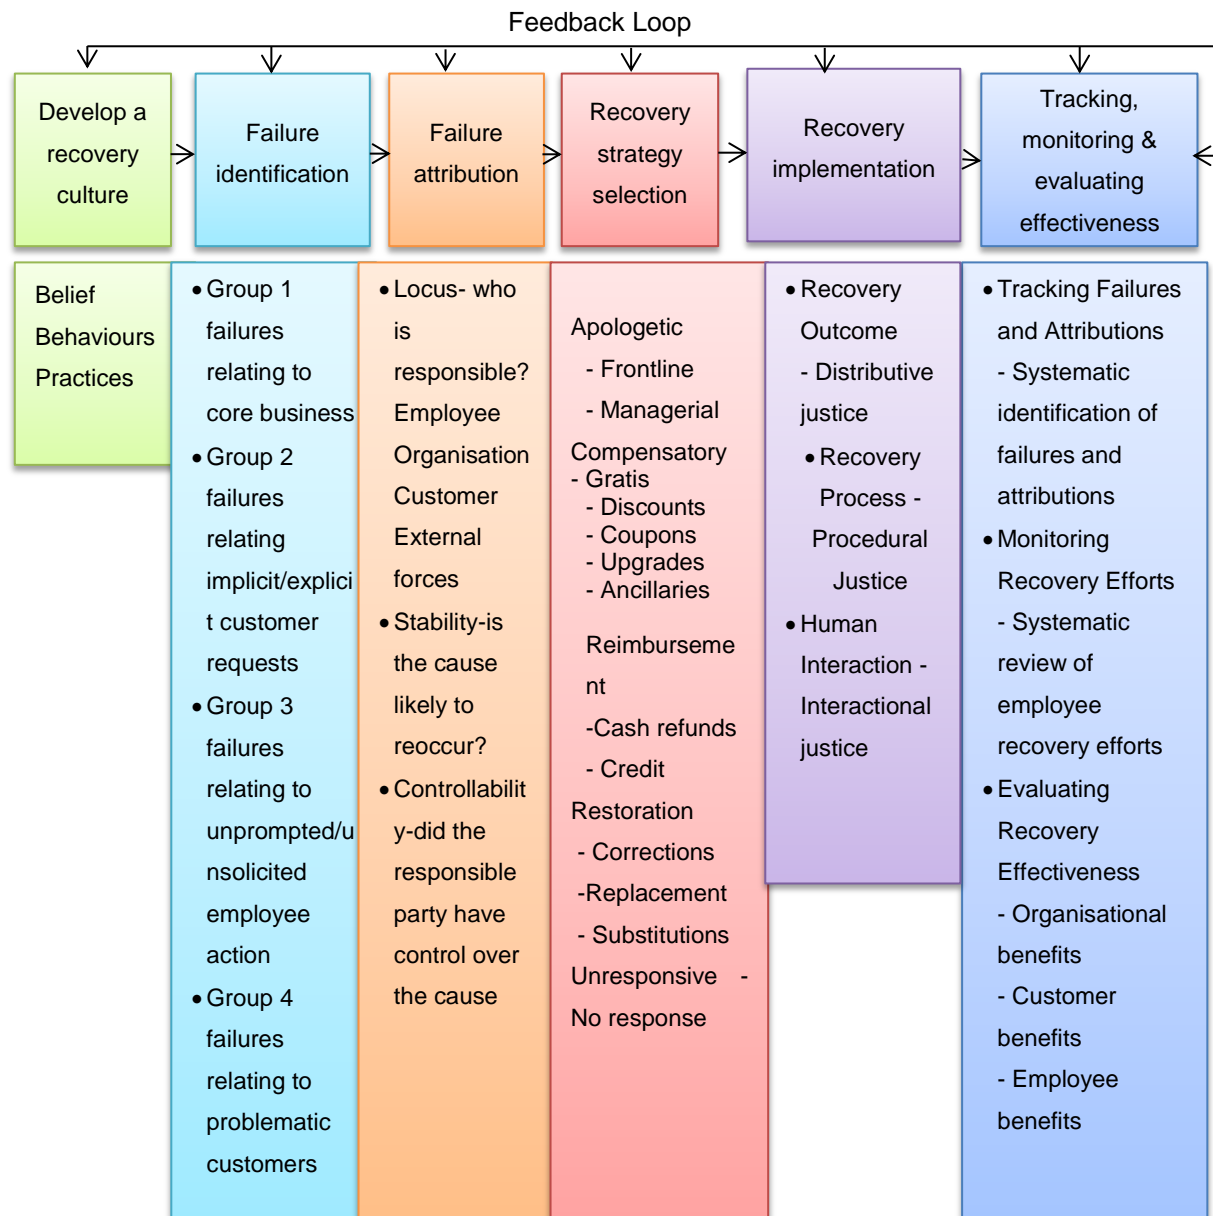 Feedback Loop
Develop a
recovery
culture
Failure
identification
Failure
attribution
Recovery
strategy
selection
Recovery
implementation
Tracking,
monitoring &
evaluating
effectiveness
Belief
Behaviours
Practices
• Group 1
failures
relating to
core business
• Group 2
failures
relating
implicit/explici
t customer
requests
• Group 3
failures
relating to
unprompted/u
nsolicited
employee
action
• Group 4
failures
relating to
problematic
customers
• Locus- who
is
responsible?
Employee
Organisation
Customer
External
forces
• Stability-is
the cause
likely to
reoccur?
• Controllabilit
y-did the
responsible
party have
control over
the cause
Apologetic
- Frontline
- Managerial
Compensatory
- Gratis
- Discounts
- Coupons
- Upgrades
- Ancillaries
Reimburseme
nt
-Cash refunds
- Credit
Restoration
- Corrections
-Replacement
- Substitutions
Unresponsive -
No response
• Recovery
Outcome
- Distributive
justice
• Recovery
Process -
Procedural
Justice
• Human
Interaction -
Interactional
justice
• Tracking Failures
and Attributions
- Systematic
identification of
failures and
attributions
• Monitoring
Recovery Efforts
- Systematic
review of
employee
recovery efforts
• Evaluating
Recovery
Effectiveness
- Organisational
benefits
- Customer
benefits
- Employee
benefits